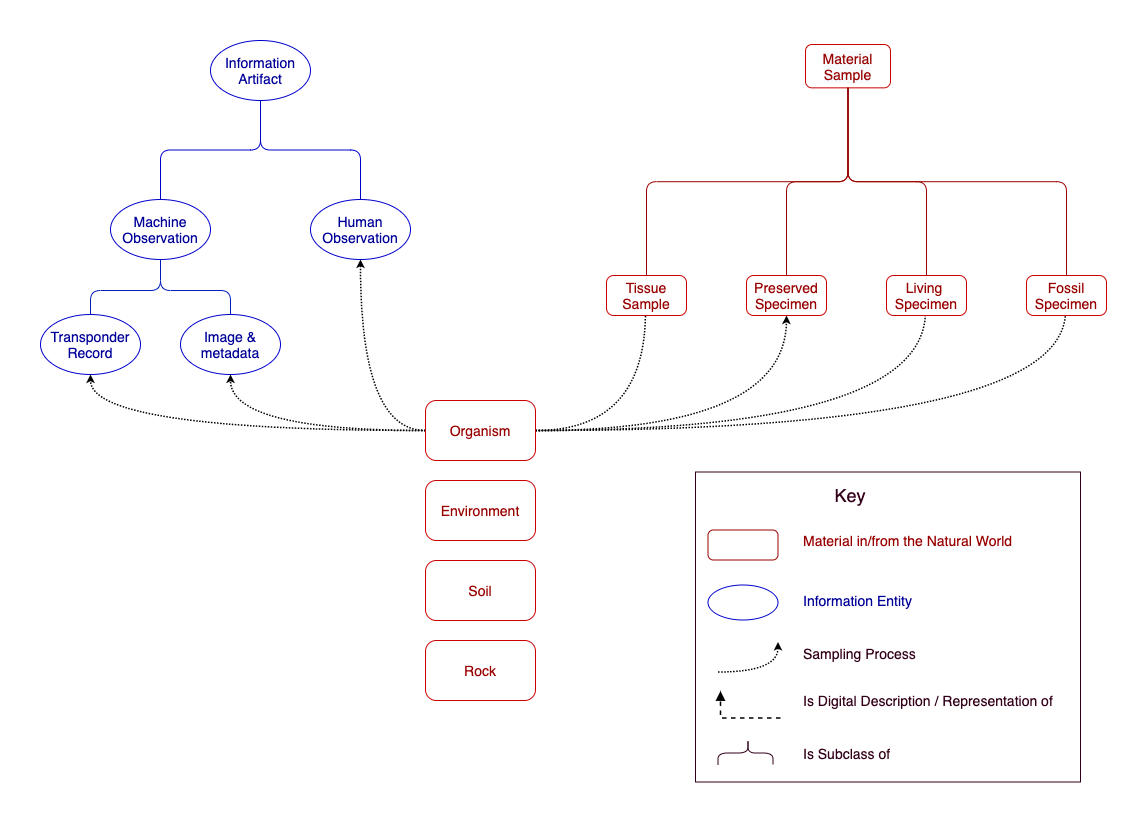 Information
Artifact
Material
Sample
Machine
Observation
Human
Observation
Tissue
Sample
Preserved
Specimen
Living
Specimen
Fossil
Specimen
Transponder
Record
Image &
metadata
Organism
Environment
Soil
Rock
Key
Material in/from the Natural World
Information Entity
Sampling Process
Is Digital Description / Representation of
Is Subclass of